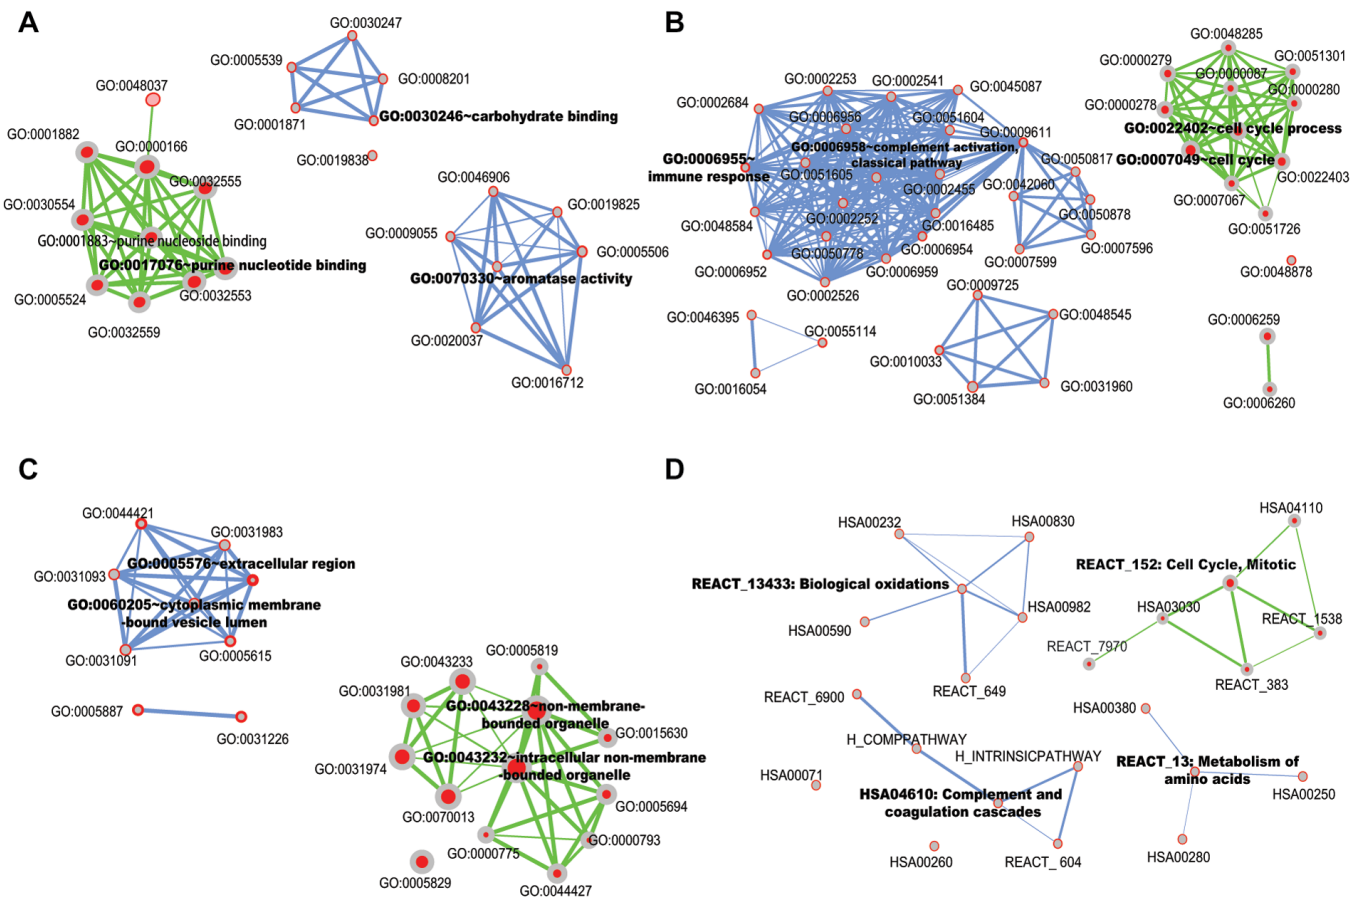 A
GO:0030247
GO:0005539
GO:0008201
GO:0048037
GO:0001871
GO:0030246~carbohydrate binding
GO:0001882
GO:0000166
GO:0019838
GO:0032555
GO:0046906
GO:0030554
GO:0019825
GO:0009055
GO:0001883~purine nucleoside binding
GO:0005506
GO:0017076~purine nucleotide binding
GO:0070330~aromatase activity
GO:0005524
GO:0032553
GO:0032559
GO:0020037
GO:0016712
B
GO:0048285
GO:0000279
GO:0051301
GO:0000087
GO:0002253
GO:0002541
GO:0045087
GO:0000280
GO:0002684
GO:0000278
GO:0006956
GO:0051604
GO:0022402~cell cycle process
GO:0009611
GO:0006958~complement activation,
classical pathway
GO:0006955~
immune response
GO:0050817
GO:0007049~cell cycle
GO:0051605
GO:0002455
GO:0042060
GO:0022403
GO:0007067
GO:0002252
GO:0050878
GO:0048584
GO:0016485
GO:0051726
GO:0007596
GO:0050778
GO:0006954
GO:0007599
GO:0006952
GO:0006959
GO:0048878
GO:0002526
GO:0009725
GO:0046395
GO:0048545
GO:0006259
GO:0055114
GO:0010033
GO:0016054
GO:0031960
GO:0051384
GO:0006260
C
GO:0044421
GO:0031983
GO:0005576~extracellular region
GO:0031093
GO:0060205~cytoplasmic membrane
-bound vesicle lumen
GO:0031091
GO:0005615
GO:0005819
GO:0043233
GO:0031981
GO:0005887
GO:0043228~non-membrane-
bounded organelle
GO:0031226
GO:0015630
GO:0043232~intracellular non-membrane
-bounded organelle
GO:0031974
GO:0005694
GO:0070013
GO:0000793
GO:0000775
GO:0005829
GO:0044427
D
HSA04110
HSA00232
HSA00830
REACT_152: Cell Cycle, Mitotic
REACT_13433: Biological oxidations
HSA00982
HSA03030
REACT_1538
HSA00590
REACT_7970
REACT_649
REACT_383
REACT_6900
HSA00380
H_COMPPATHWAY
H_INTRINSICPATHWAY
REACT_13: Metabolism of
amino acids
HSA00071
HSA04610: Complement and
coagulation cascades
HSA00250
HSA00260
REACT_604
HSA00280